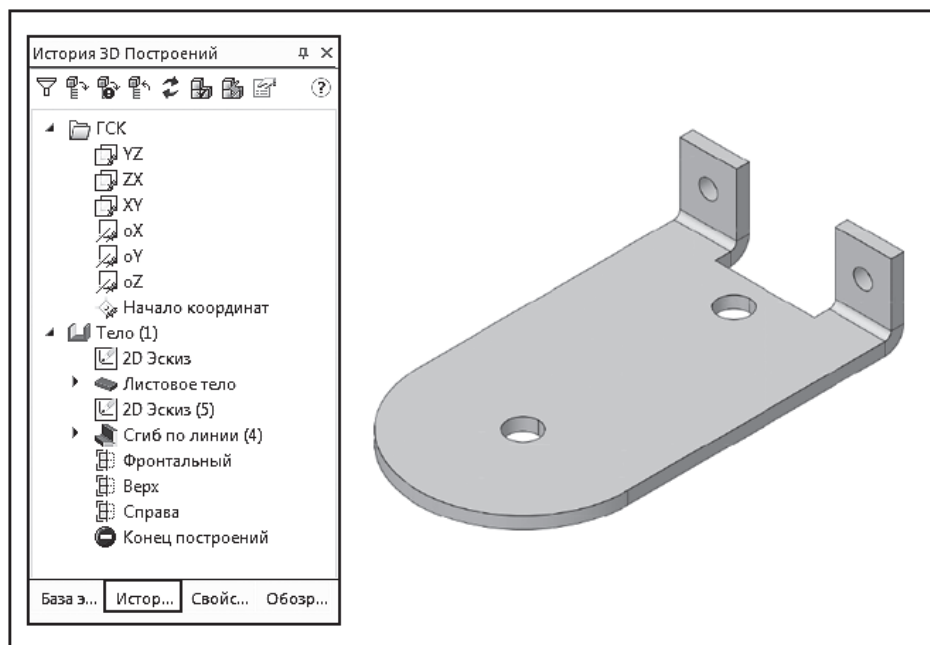 История 3D Построений
?
ГСК
YZ
ZX
XY
oX
oY
oZ
Начало координат
Тело (1)
2D Эскиз
Листовое тело
2D Эскиз (5)
Сгиб по линии (4)
Фронтальный
Верх
Справа
Конец построений
База э... Истор... Свойс... Обозр...